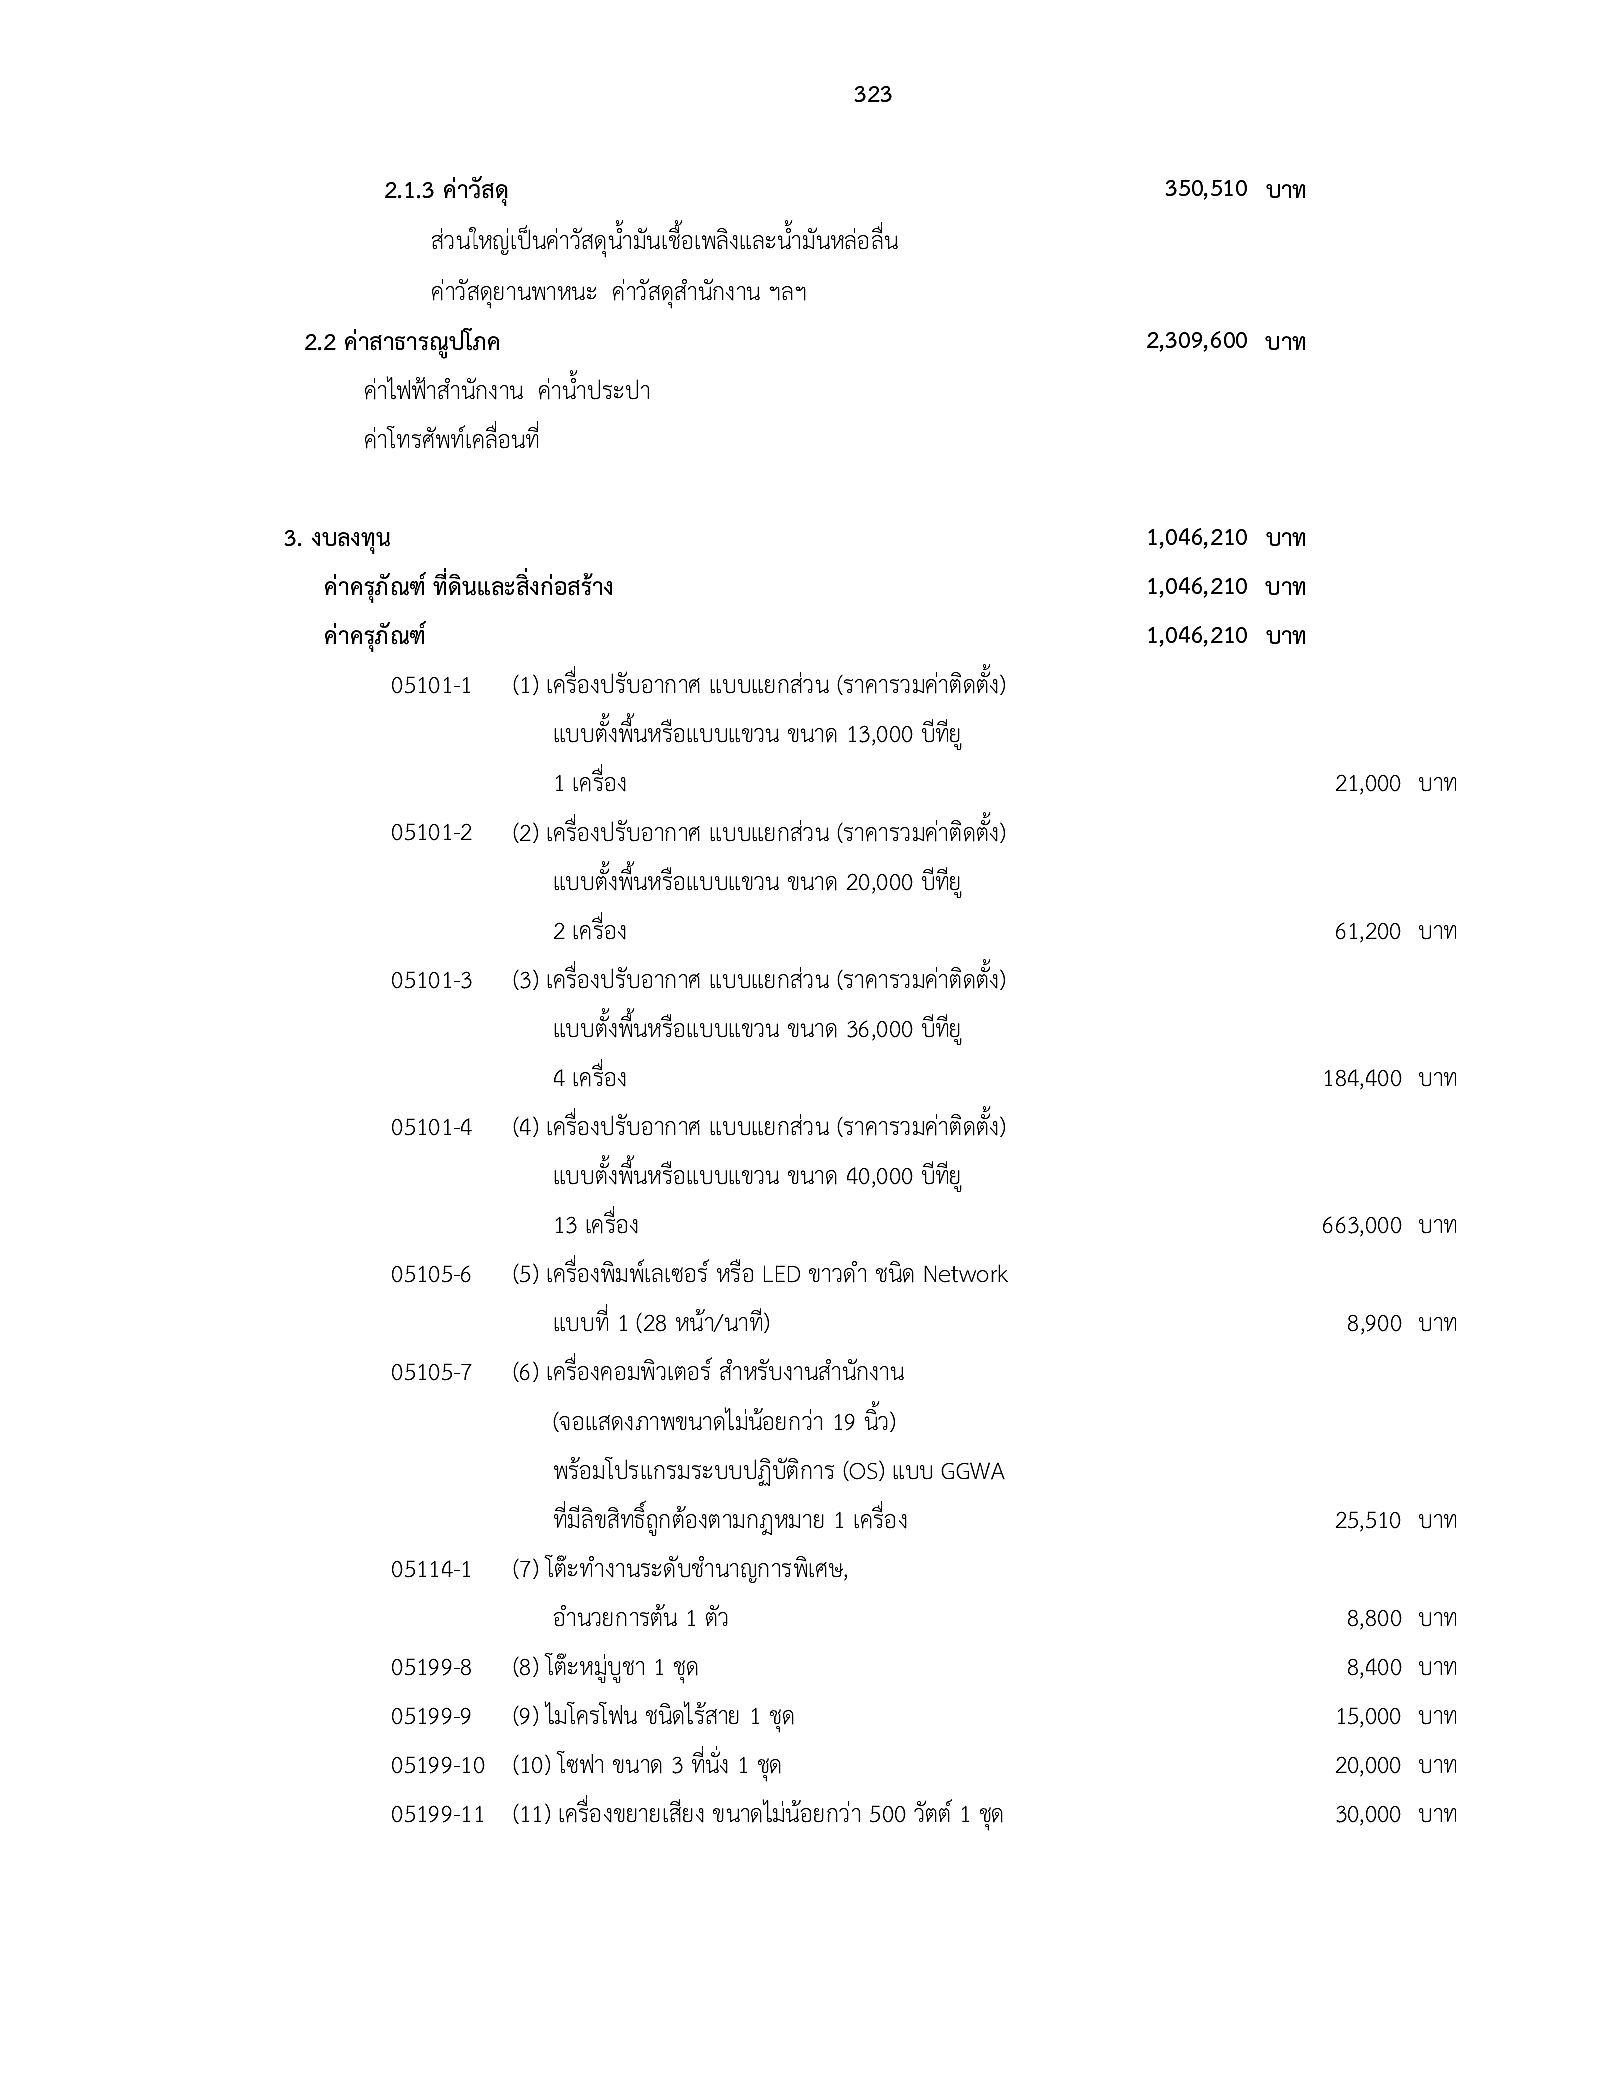 323
2.1.3 ค่าวัสดุ 350,510 บาท
ส่วนใหญ่เป็นค่าวัสดุน้ำมันเชื้อเพลิงและน้ำมันหล่อลื่น
ค่าวัสดุยานพาหนะ ค่าวัสดุสำนักงาน ฯลฯ
2.2 ค่าสาธารณูปโภค 2,309,600 บาท
ค่าไฟฟ้าสำนักงาน ค่าน้ำประปา
ค่าโทรศัพท์เคลื่อนที่
3. งบลงทุน 1,046,210 บาท
ค่าครุภัณฑ์ ที่ดินและสิ่งก่อสร้าง 1,046,210 บาท
ค่าครุภัณฑ์ 1,046,210 บาท
05101-1 (1) เครื่องปรับอากาศ แบบแยกส่วน (ราคารวมค่าติดตั้ง)
แบบตั้งพื้นหรือแบบแขวน ขนาด 13,000 บีทียู
1 เครื่อง 21,000 บาท
05101-2 (2) เครื่องปรับอากาศ แบบแยกส่วน (ราคารวมค่าติดตั้ง)
แบบตั้งพื้นหรือแบบแขวน ขนาด 20,000 บีทียู
2 เครื่อง 61,200 บาท
05101-3 (3) เครื่องปรับอากาศ แบบแยกส่วน (ราคารวมค่าติดตั้ง)
แบบตั้งพื้นหรือแบบแขวน ขนาด 36,000 บีทียู
4 เครื่อง 184,400 บาท
05101-4 (4) เครื่องปรับอากาศ แบบแยกส่วน (ราคารวมค่าติดตั้ง)
แบบตั้งพื้นหรือแบบแขวน ขนาด 40,000 บีทียู
13 เครื่อง 663,000 บาท
05105-6 (5) เครื่องพิมพ์เลเซอร์ หรือ LED ขาวดำ ชนิด Network
แบบที่ 1 (28 หน้า/นาที) 8,900 บาท
05105-7 (6) เครื่องคอมพิวเตอร์ สำหรับงานสำนักงาน
(จอแสดงภาพขนาดไม่น้อยกว่า 19 นิ้ว)
พร้อมโปรแกรมระบบปฏิบัติการ (OS) แบบ GGWA
ที่มีลิขสิทธิ์ถูกต้องตามกฎหมาย 1 เครื่อง 25,510 บาท
05114-1 (7) โต๊ะทำงานระดับชำนาญการพิเศษ,
อำนวยการต้น 1 ตัว 8,800 บาท
05199-8 (8) โต๊ะหมู่บูชา 1 ชุด 8,400 บาท
05199-9 (9) ไมโครโฟน ชนิดไร้สาย 1 ชุด 15,000 บาท
05199-10 (10) โซฟา ขนาด 3 ที่นั่ง 1 ชุด 20,000 บาท
05199-11 (11) เครื่องขยายเสียง ขนาดไม่น้อยกว่า 500 วัตต์ 1 ชุด 30,000 บาท